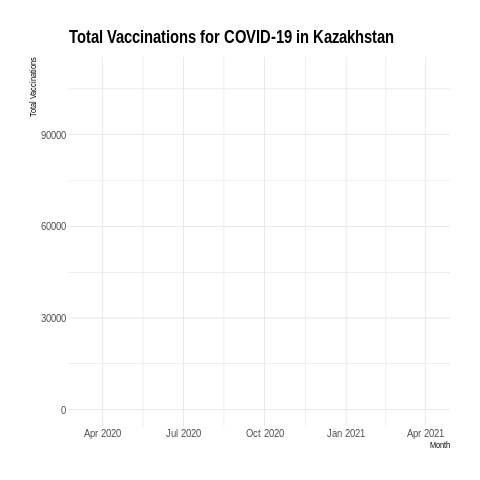 Total Vaccinations for COVID-19 in Kazakhstan
Total Vaccinations
90000
60000
30000
0
Apr 2020 Jul 2020 Oct 2020 Jan 2021 Apr 2021
Month